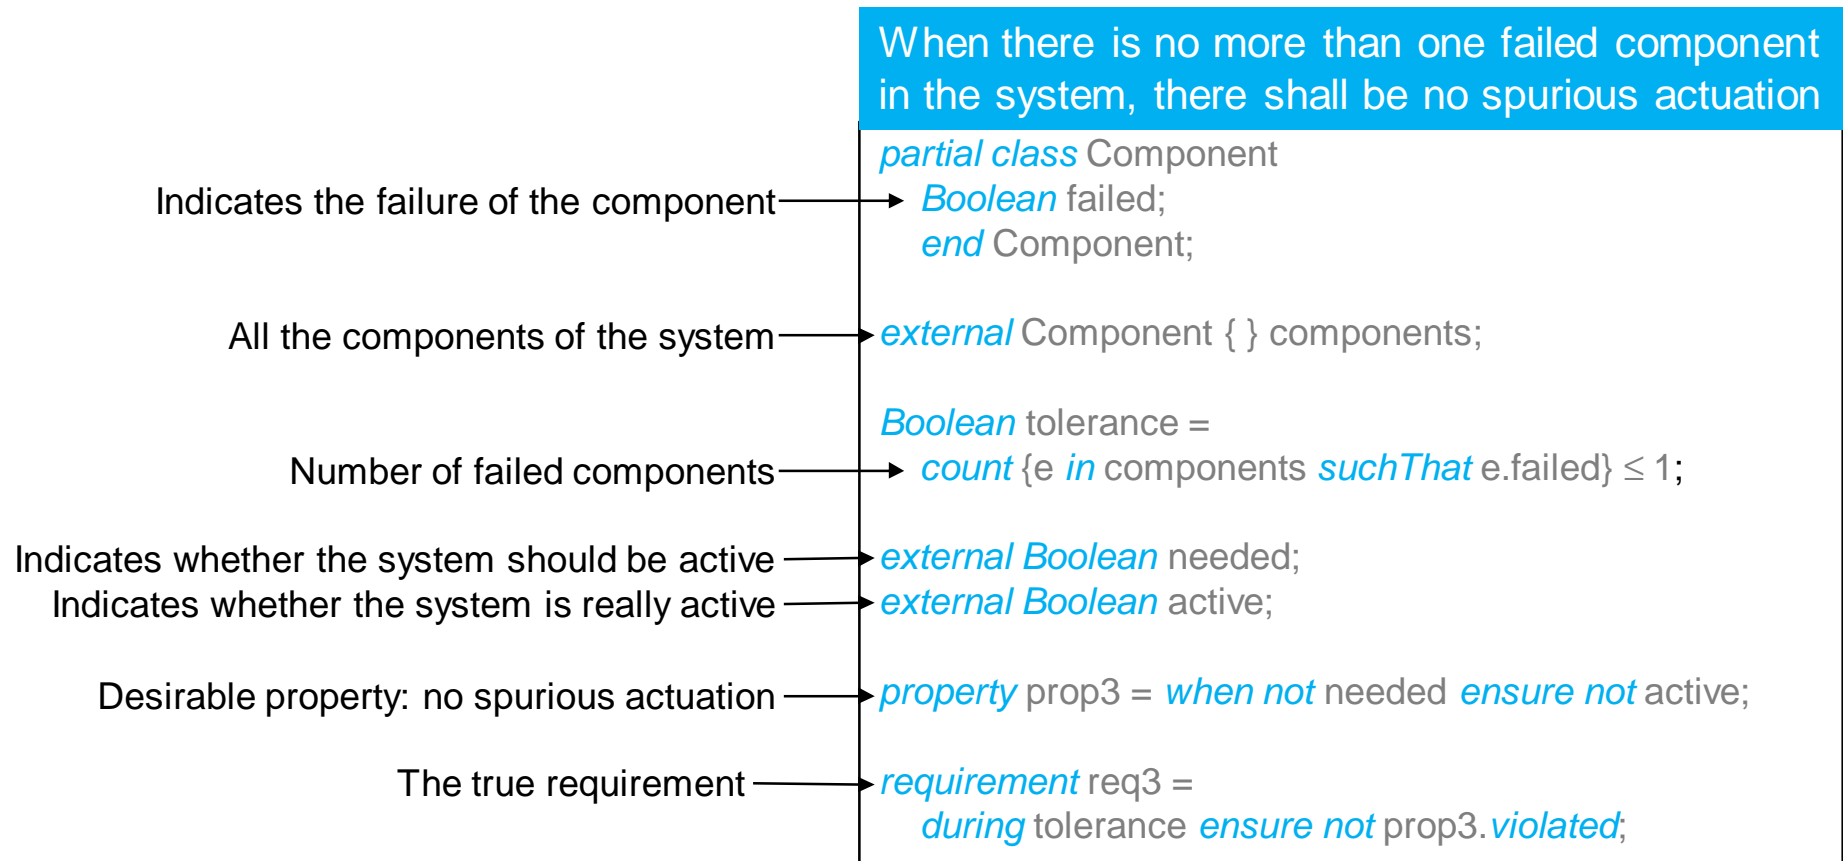 When there is no more than one failed component
in the system, there shall be no spurious actuation
partial class Component
Indicates the failure of the component
Boolean failed;
end Component;
All the components of the system
external Component { } components;
Boolean tolerance =
Number of failed components
count {e in components suchThat e.failed} ≤ 1;
Indicates whether the system should be active
external Boolean needed;
Indicates whether the system is really active
external Boolean active;
Desirable property: no spurious actuation
property prop3 = when not needed ensure not active;
The true requirement
requirement req3 =
during tolerance ensure not prop3.violated;